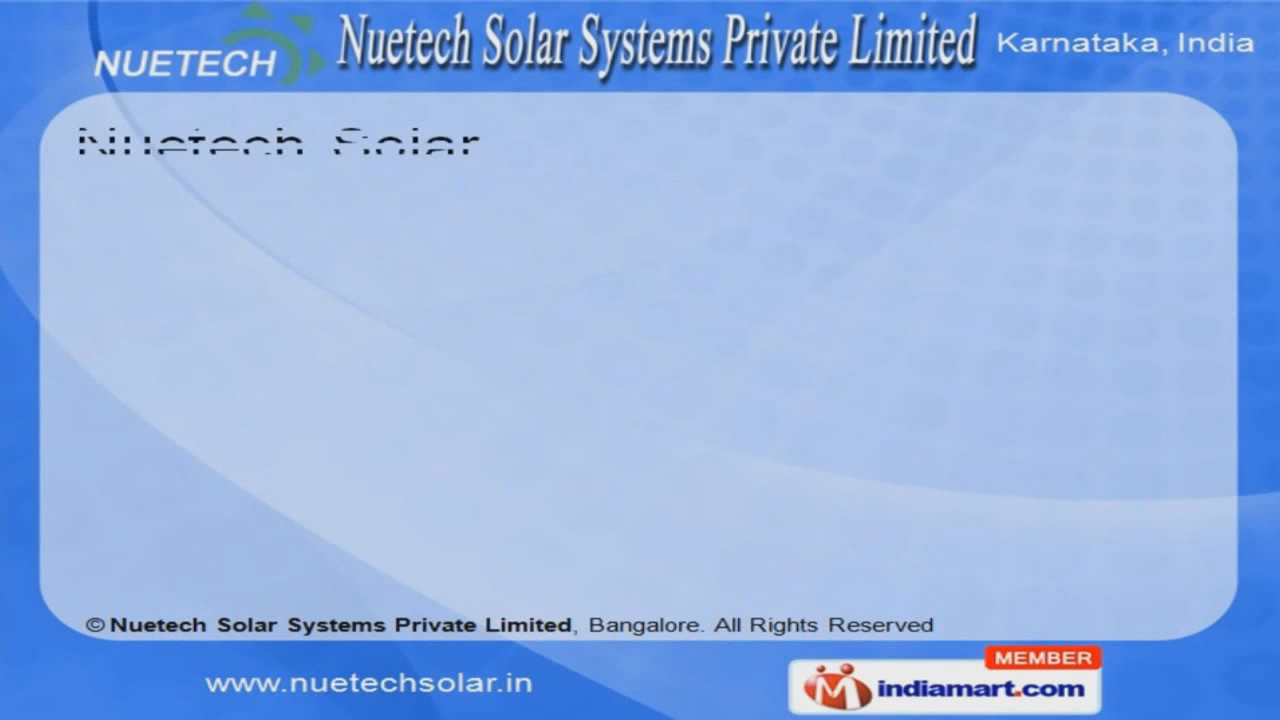 NUETECH
Nuetech Solar Systems Private Limited
Karnataka, India
Nuetech Solar
© Nuetech Solar Systems Private Limited, Bangalore. All Rights Reserved
www.nuetechsolar.in
MEMBER
indiamart.com